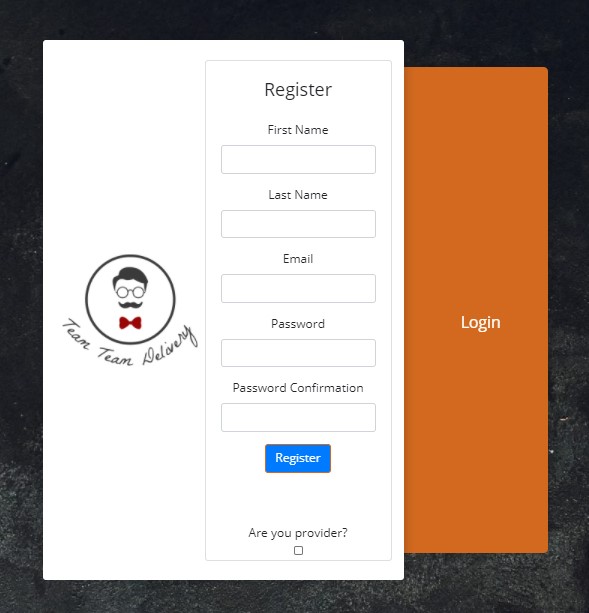 Register
First Name
Last Name
Email
Password
Password Confirmation
Register
Are you provider?
Team Team Delivery
Login